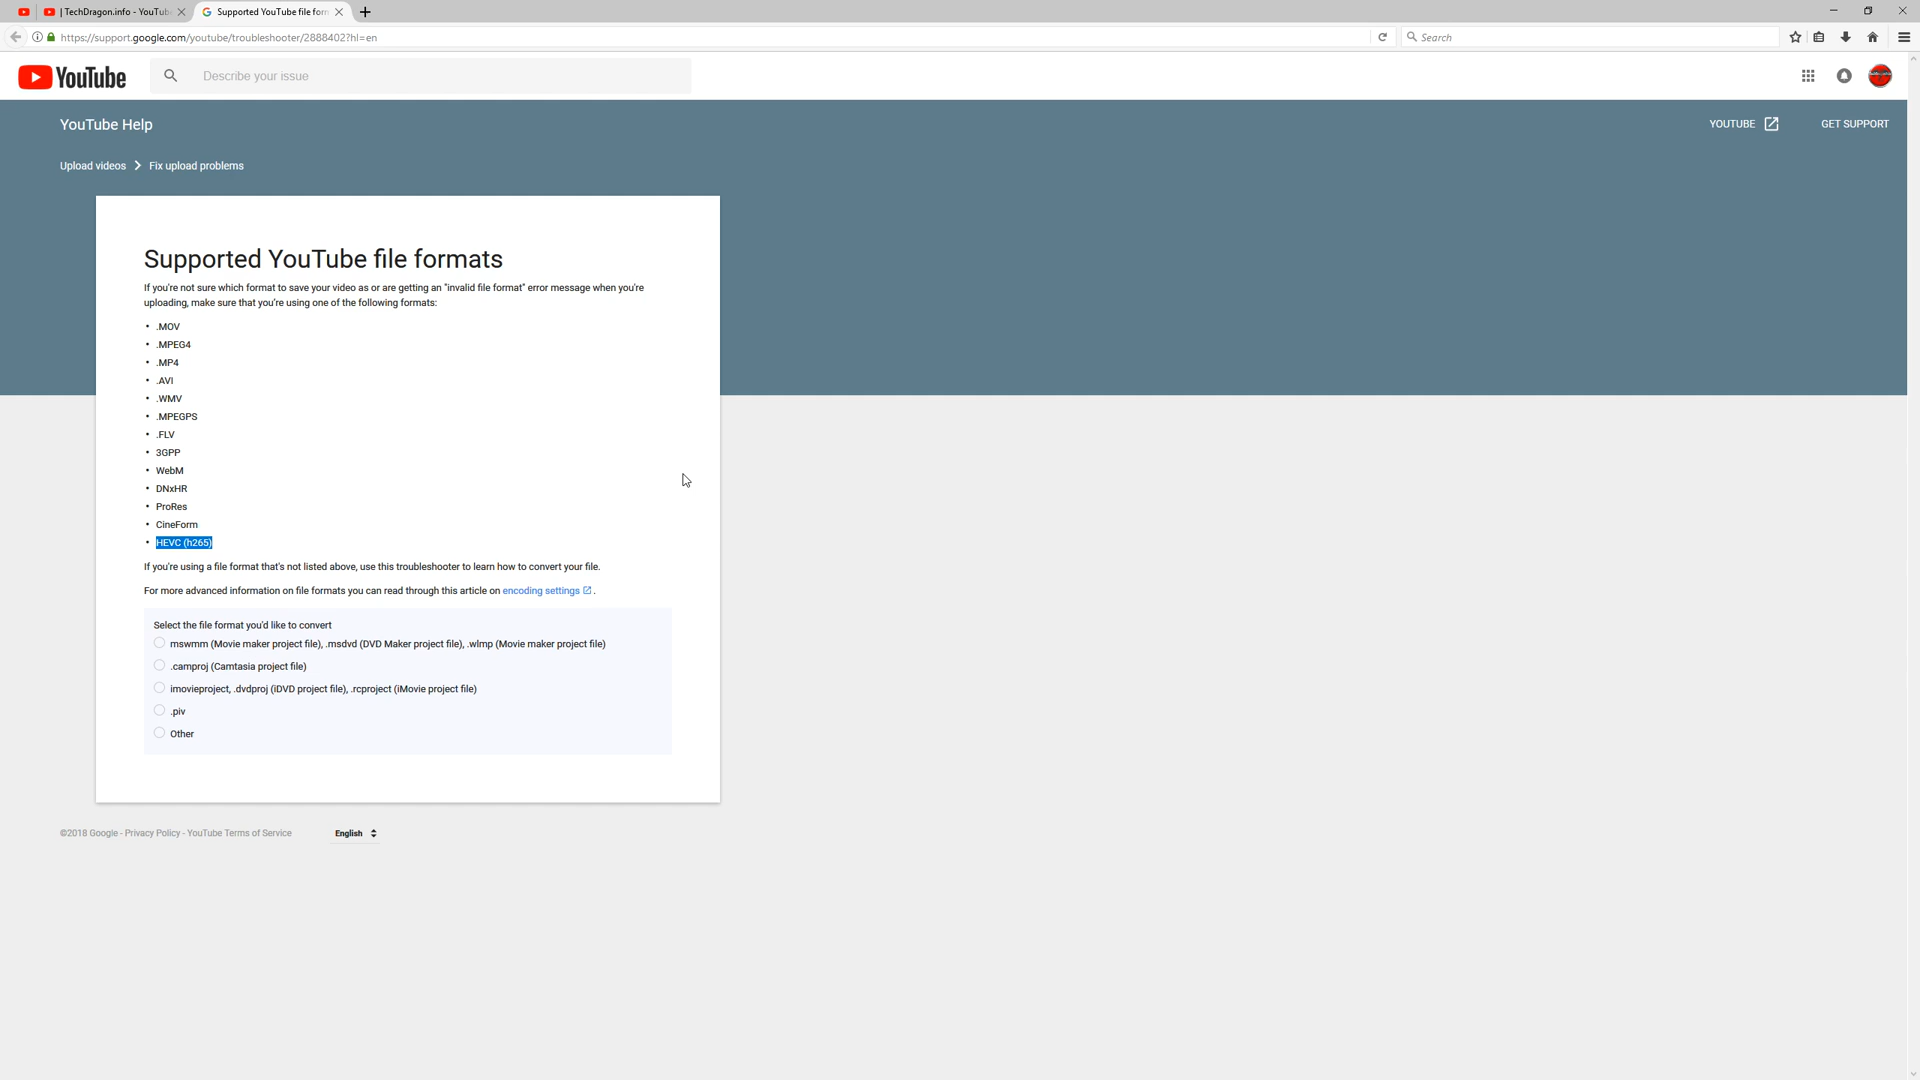 | TechDragon.info - YouTub
Supported YouTube file form
https://support.google.com/youtube/troubleshooter/2888402?hl=en
Search
YouTube
Describe your issue
YouTube Help
YOUTUBE
GET SUPPORT
Upload videos > Fix upload problems
Supported YouTube file formats
If you're not sure which format to save your video as or are getting an "invalid file format" error message when you're
uploading, make sure that you're using one of the following formats:
• .MOV
• .MPEG4
• .MP4
• .AVI
• .WMV
• .MPEGPS
• .FLV
• 3GPP
• WebM
• DNxHR
• ProRes
• CineForm
• HEVC (h265)
If you're using a file format that's not listed above, use this troubleshooter to learn how to convert your file.
For more advanced information on file formats you can read through this article on encoding settings .
Select the file format you'd like to convert
mswmm (Movie maker project file), .msdvd (DVD Maker project file), .wlmp (Movie maker project file)
.camproj (Camtasia project file)
imovieproject, .dvdproj (iDVD project file), .rcproject (iMovie project file)
.piv
Other
©2018 Google - Privacy Policy - YouTube Terms of Service
English